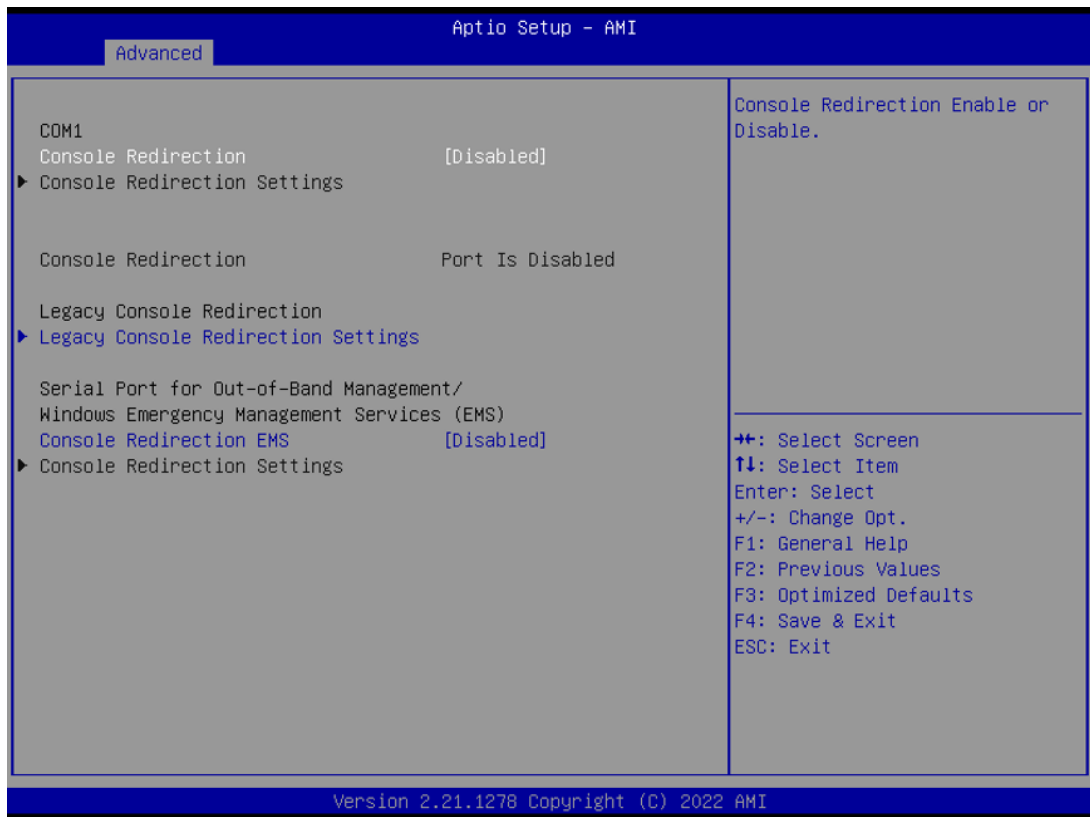 Aptio Setup – AMI
Advanced
COM1
Console Redirection [Disabled]
▶ Console Redirection Settings
Console Redirection Port Is Disabled
Legacy Console Redirection
▶ Legacy Console Redirection Settings
Serial Port for Out-of-Band Management/
Windows Emergency Management Services (EMS)
Console Redirection EMS [Disabled]
▶ Console Redirection Settings
Console Redirection Enable or
Disable.
→←: Select Screen
↑↓: Select Item
Enter: Select
+/-: Change Opt.
F1: General Help
F2: Previous Values
F3: Optimized Defaults
F4: Save & Exit
ESC: Exit
Version 2.21.1278 Copyright (C) 2022 AMI